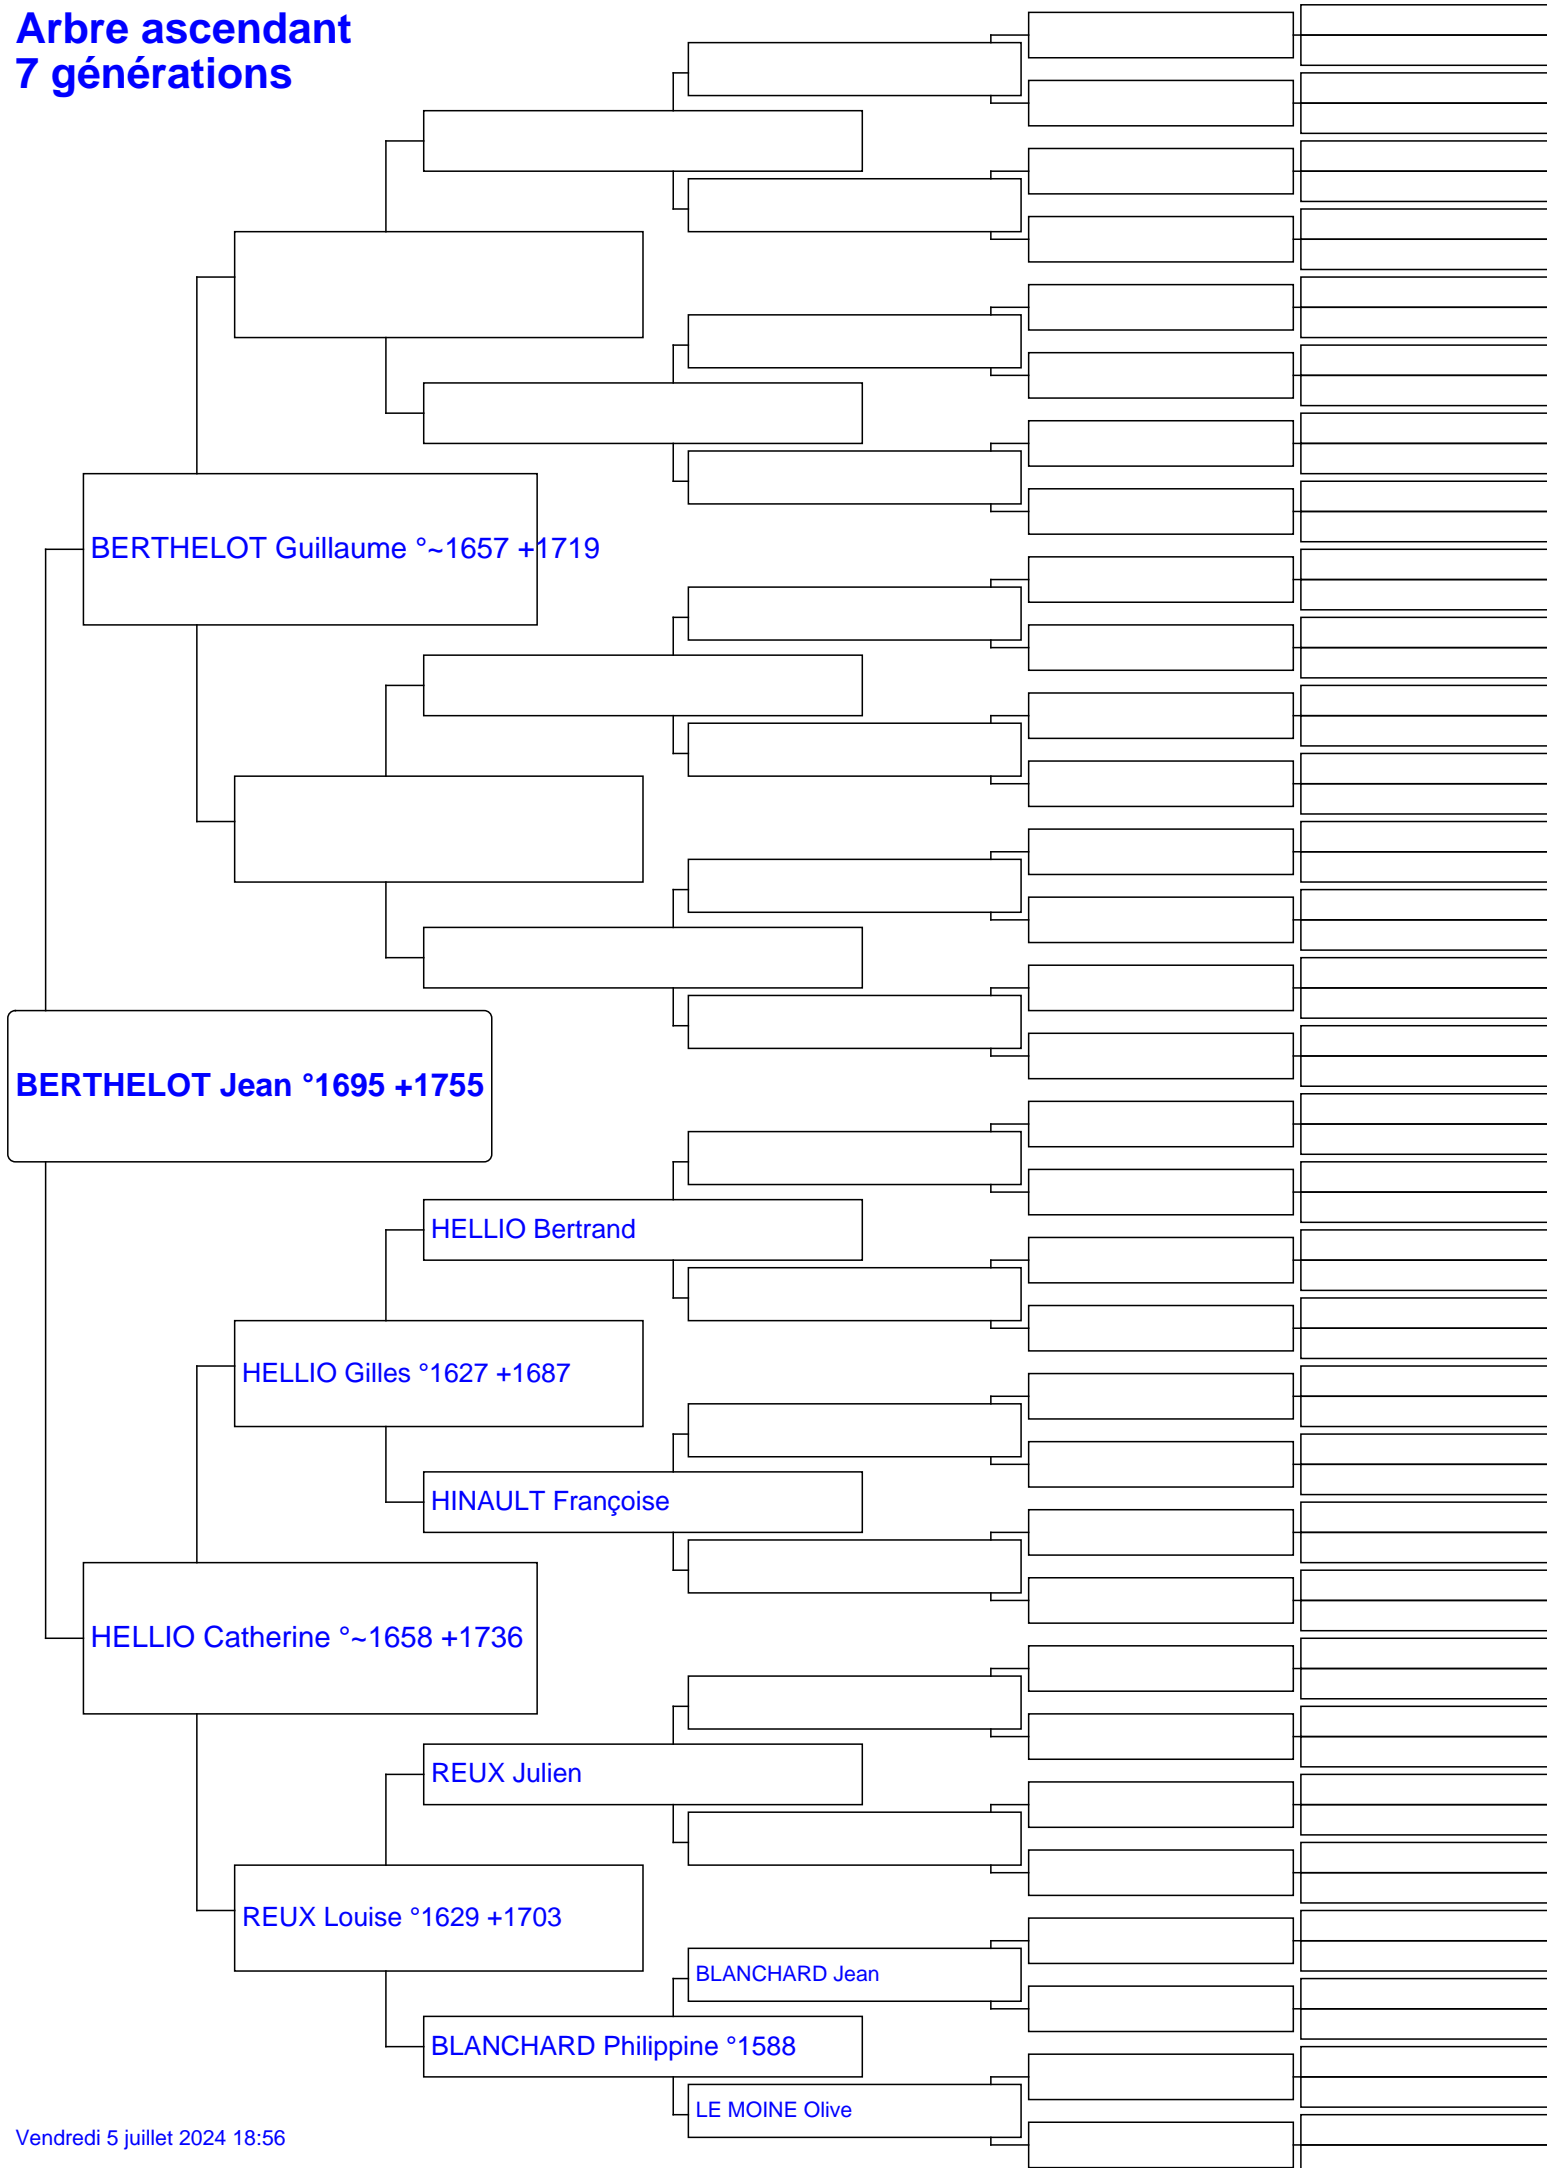 Arbre ascendant
7 générations
BERTHELOT Guillaume °~1657 +1719
BERTHELOT Jean °1695 +1755
HELLIO Bertrand
HELLIO Gilles °1627 +1687
HINAULT Françoise
HELLIO Catherine °~1658 +1736
REUX Julien
REUX Louise °1629 +1703
BLANCHARD Jean
BLANCHARD Philippine °1588
LE MOINE Olive
Vendredi 5 juillet 2024 18:56